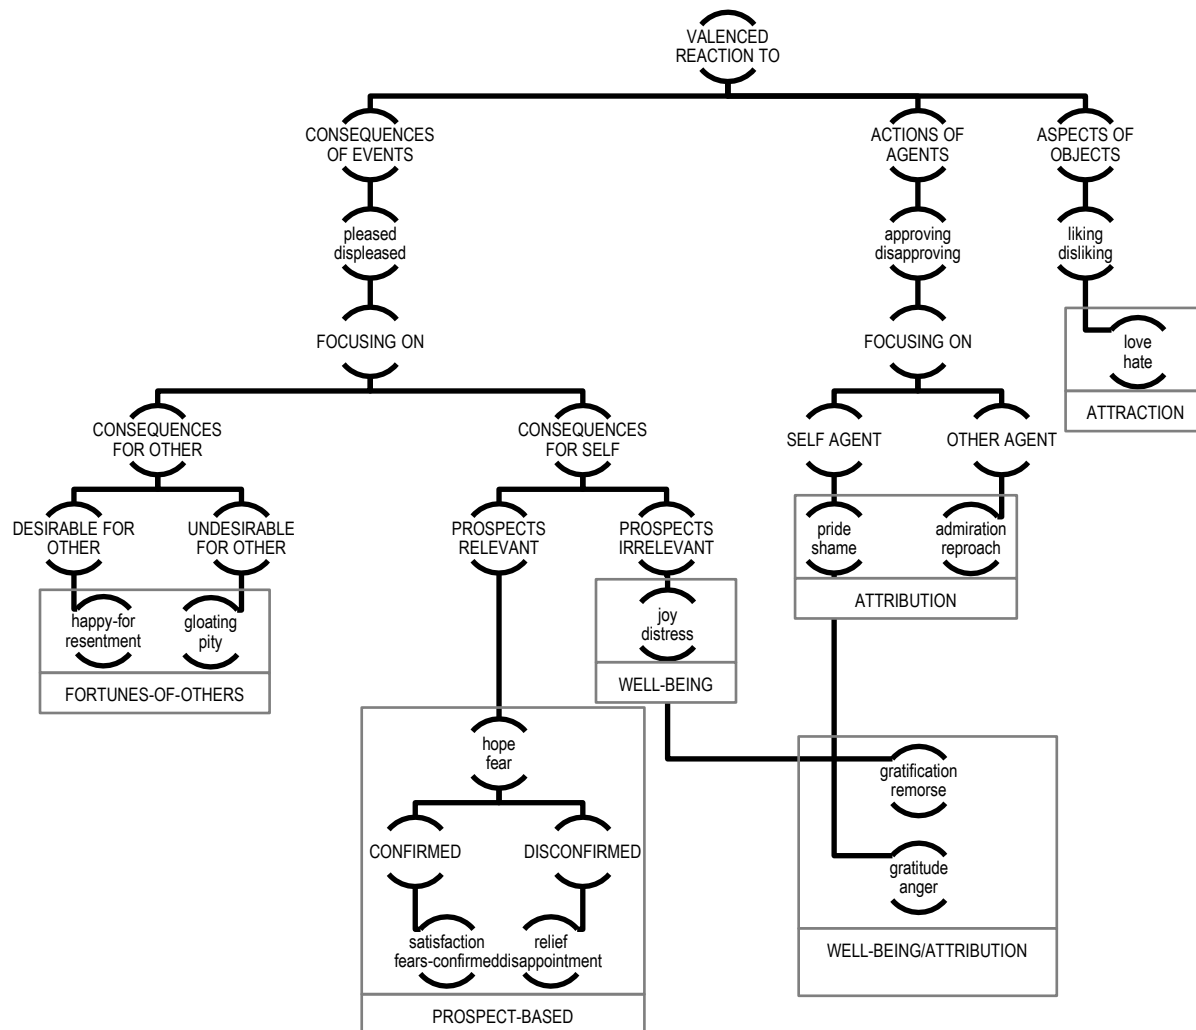 VALENCED
REACTION TO
CONSEQUENCES
OF EVENTS
ACTIONS OF
AGENTS
ASPECTS OF
OBJECTS
pleased
displeased
approving
disapproving
liking
disliking
FOCUSING ON
FOCUSING ON
love
hate
ATTRACTION
CONSEQUENCES
FOR OTHER
CONSEQUENCES
FOR SELF
SELF AGENT
OTHER AGENT
DESIRABLE FOR
OTHER
UNDESIRABLE
FOR OTHER
PROSPECTS
RELEVANT
PROSPECTS
IRRELEVANT
pride
shame
admiration
reproach
ATTRIBUTION
happy-for
resentment
gloating
pity
FORTUNES-OF-OTHERS
joy
distress
WELL-BEING
hope
fear
gratification
remorse
CONFIRMED
DISCONFIRMED
gratitude
anger
satisfaction
fears-confirmed
relief
disappointment
WELL-BEING/ATTRIBUTION
PROSPECT-BASED